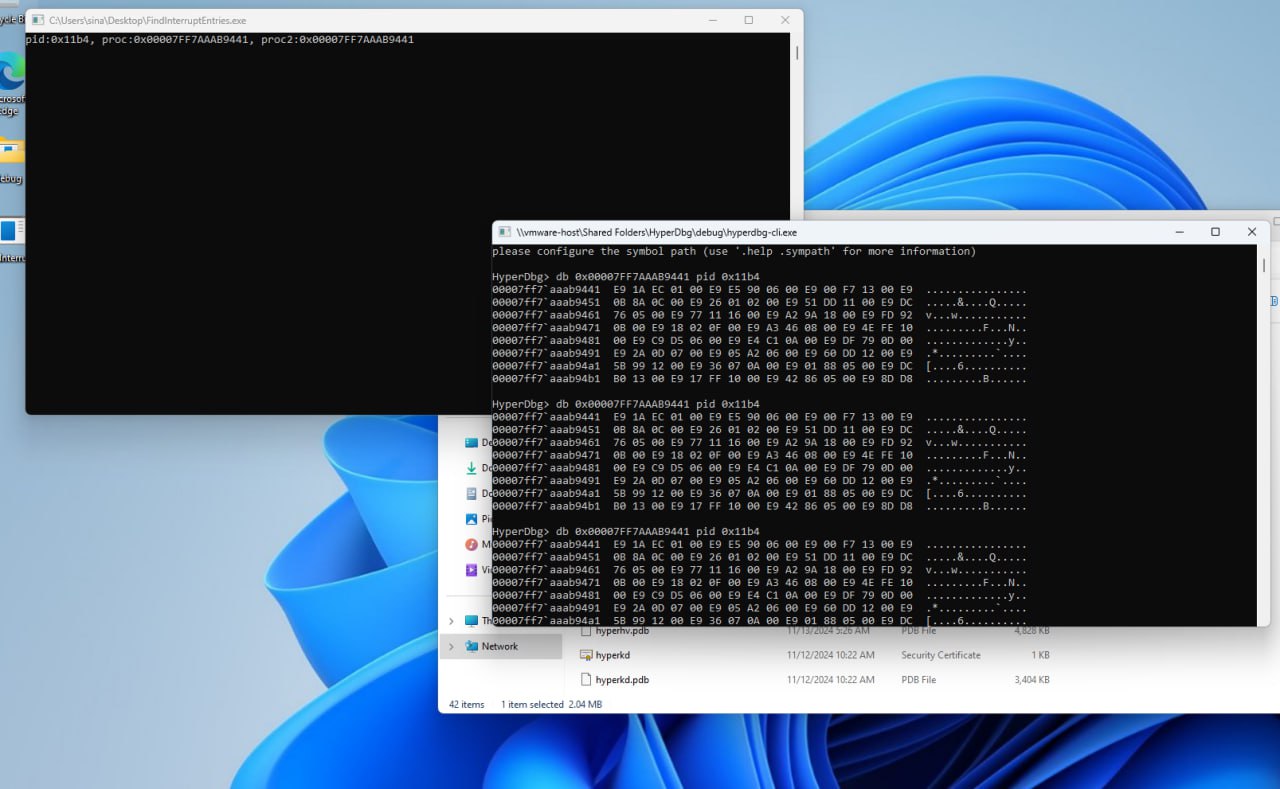 C:\Users\sina\Desktop\FindInterruptEntries.exe
pid:0x11b4, proc:0x00007FF7AAAB9441, proc2:0x00007FF7AAAB9441
\\vmware-host\Shared Folders\HyperDbg\debug\hyperdbg-cli.exe
please configure the symbol path (use '.help .sympath' for more information)
HyperDbg> db 0x00007FF7AAAB9441 pid 0x11b4
00007ff7`aaab9441 E9 1A EC 01 00 E9 E5 90 06 00 E9 00 F7 13 00 E9 ................
00007ff7`aaab9451 0B 8A 0C 00 E9 26 01 02 00 E9 51 DD 11 00 E9 DC .....&....Q.....
00007ff7`aaab9461 76 05 00 E9 77 11 16 00 E9 A2 9A 18 00 E9 FD 92 v...w...........
00007ff7`aaab9471 0B 00 E9 18 02 0F 00 E9 A3 46 08 00 E9 4E FE 10 .........F...N..
00007ff7`aaab9481 00 E9 C9 D5 06 00 E9 E4 C1 0A 00 E9 DF 79 0D 00 .............y..
00007ff7`aaab9491 E9 2A 0D 07 00 E9 05 A2 06 00 E9 60 DD 12 00 E9 .*.........`....
00007ff7`aaab94a1 5B 99 12 00 E9 36 07 0A 00 E9 01 88 05 00 E9 DC [....6..........
00007ff7`aaab94b1 B0 13 00 E9 17 FF 10 00 E9 42 86 05 00 E9 8D D8 .........B......
HyperDbg> db 0x00007FF7AAAB9441 pid 0x11b4
00007ff7`aaab9441 E9 1A EC 01 00 E9 E5 90 06 00 E9 00 F7 13 00 E9 ................
00007ff7`aaab9451 0B 8A 0C 00 E9 26 01 02 00 E9 51 DD 11 00 E9 DC .....&....Q.....
00007ff7`aaab9461 76 05 00 E9 77 11 16 00 E9 A2 9A 18 00 E9 FD 92 v...w...........
00007ff7`aaab9471 0B 00 E9 18 02 0F 00 E9 A3 46 08 00 E9 4E FE 10 .........F...N..
00007ff7`aaab9481 00 E9 C9 D5 06 00 E9 E4 C1 0A 00 E9 DF 79 0D 00 .............y..
00007ff7`aaab9491 E9 2A 0D 07 00 E9 05 A2 06 00 E9 60 DD 12 00 E9 .*.........`....
00007ff7`aaab94a1 5B 99 12 00 E9 36 07 0A 00 E9 01 88 05 00 E9 DC [....6..........
00007ff7`aaab94b1 B0 13 00 E9 17 FF 10 00 E9 42 86 05 00 E9 8D D8 .........B......
HyperDbg> db 0x00007FF7AAAB9441 pid 0x11b4
00007ff7`aaab9441 E9 1A EC 01 00 E9 E5 90 06 00 E9 00 F7 13 00 E9 ................
00007ff7`aaab9451 0B 8A 0C 00 E9 26 01 02 00 E9 51 DD 11 00 E9 DC .....&....Q.....
00007ff7`aaab9461 76 05 00 E9 77 11 16 00 E9 A2 9A 18 00 E9 FD 92 v...w...........
00007ff7`aaab9471 0B 00 E9 18 02 0F 00 E9 A3 46 08 00 E9 4E FE 10 .........F...N..
00007ff7`aaab9481 00 E9 C9 D5 06 00 E9 E4 C1 0A 00 E9 DF 79 0D 00 .............y..
00007ff7`aaab9491 E9 2A 0D 07 00 E9 05 A2 06 00 E9 60 DD 12 00 E9 .*.........`....
00007ff7`aaab94a1 5B 99 12 00 E9 36 07 0A 00 E9 01 88 05 00 E9 DC [....6..........
hyperhv.pdb 11/13/2024 5:26 AM PDB File 4,828 KB
Network
hyperkd 11/12/2024 10:22 AM Security Certificate 1 KB
hyperkd.pdb 11/12/2024 10:22 AM PDB File 3,404 KB
42 items 1 item selected 2.04 MB